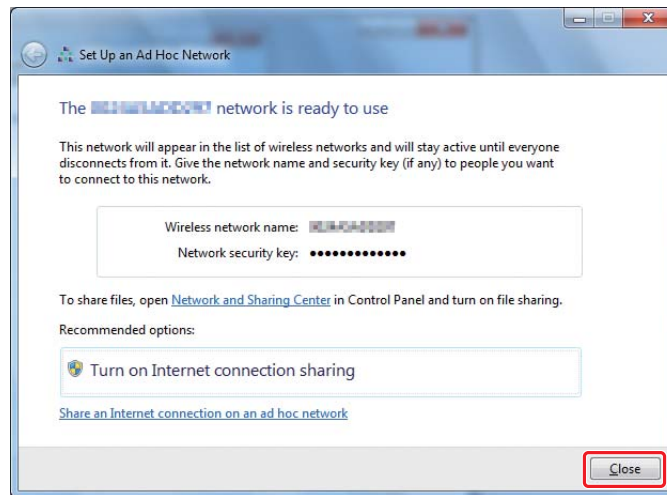 Set Up an Ad Hoc Network
The network is ready to use
This network will appear in the list of wireless networks and will stay active until everyone
disconnects from it. Give the network name and security key (if any) to people you want
to connect to this network.
Wireless network name:
Network security key: •••••••••••••
To share files, open Network and Sharing Center in Control Panel and turn on file sharing.
Recommended options:
Turn on Internet connection sharing
Share an Internet connection on an ad hoc network
Close